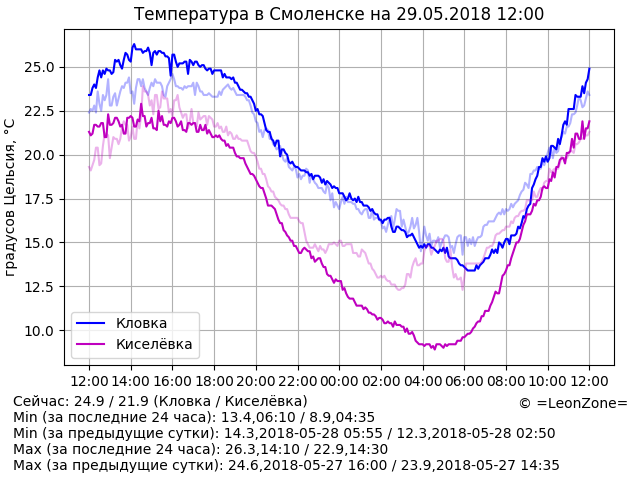 Температура в Смоленске на 29.05.2018 12:00
градусов Цельсия, °C
25.0
22.5
20.0
17.5
15.0
12.5
10.0
Кловка
Киселёвка
12:00 14:00 16:00 18:00 20:00 22:00 00:00 02:00 04:00 06:00 08:00 10:00 12:00
Сейчас: 24.9 / 21.9 (Кловка / Киселёвка)
© =LeonZone=
Min (за последние 24 часа): 13.4,06:10 / 8.9,04:35
Min (за предыдущие сутки): 14.3,2018-05-28 05:55 / 12.3,2018-05-28 02:50
Max (за последние 24 часа): 26.3,14:10 / 22.9,14:30
Max (за предыдущие сутки): 24.6,2018-05-27 16:00 / 23.9,2018-05-27 14:35